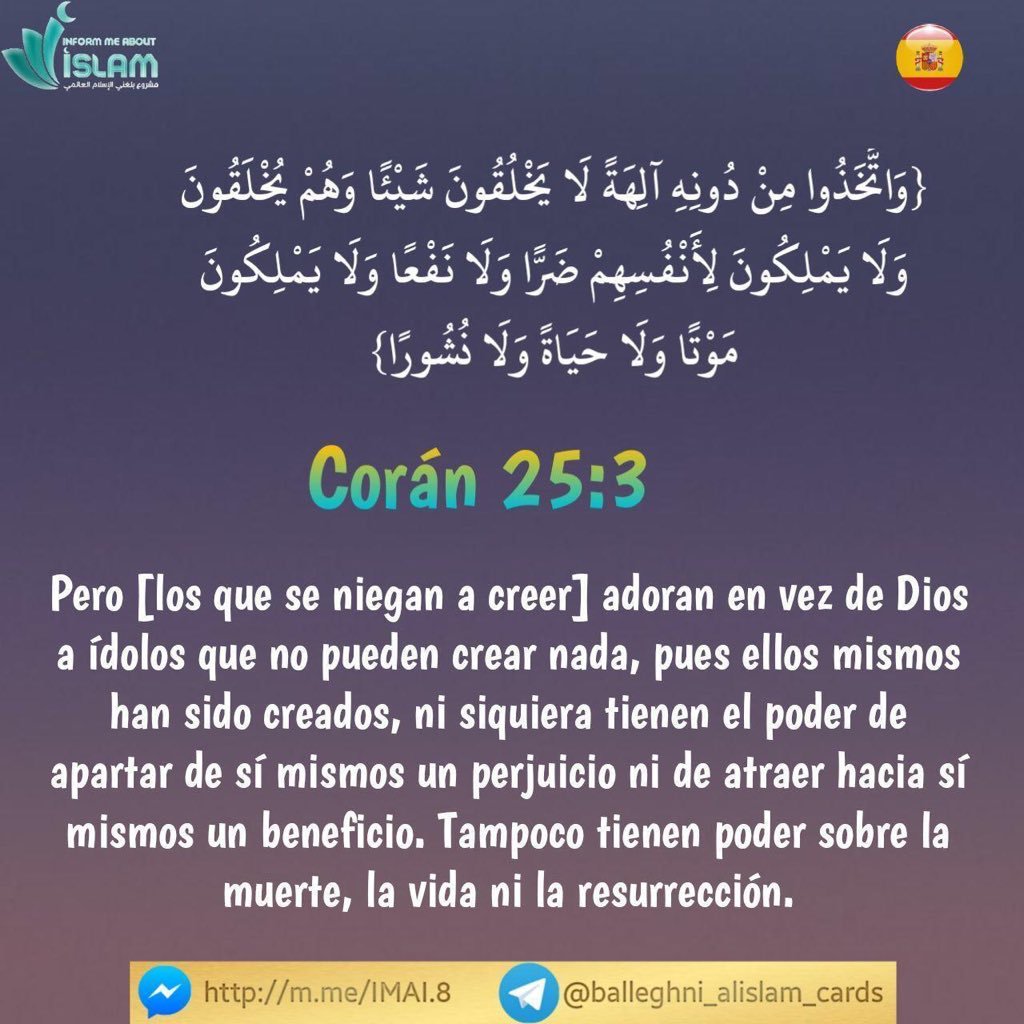 INFORM ME ABOUT
ISLAM
مشروع بلغني الإسلام العالمي
{وَاتَّخَذُوا مِنْ دُونِهِ آلِهَةً لَا يَخْلُقُونَ شَيْئًا وَهُمْ يُخْلَقُونَ
وَلَا يَمْلِكُونَ لِأَنْفُسِهِمْ ضَرًّا وَلَا نَفْعًا وَلَا يَمْلِكُونَ
مَوْتًا وَلَا حَيَاةً وَلَا نُشُورًا}
Corán 25:3
Pero [los que se niegan a creer] adoran en vez de Dios
a ídolos que no pueden crear nada, pues ellos mismos
han sido creados, ni siquiera tienen el poder de
apartar de sí mismos un perjuicio ni de atraer hacia sí
mismos un beneficio. Tampoco tienen poder sobre la
muerte, la vida ni la resurrección.
http://m.me/IMAI.8 @balleghni_alislam_cards